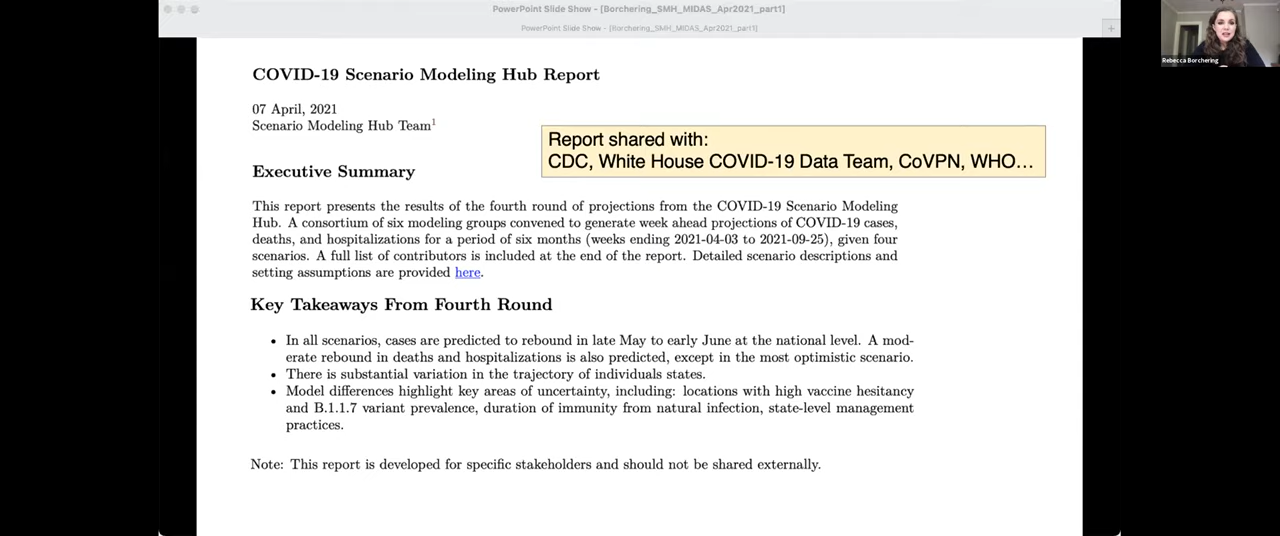 PowerPoint Slide Show - [Borchering_SMH_MIDAS_Apr2021_part1]
PowerPoint Slide Show - [Borchering_SMH_MIDAS_Apr2021_part1]
+
Rebecca Borchering
COVID-19 Scenario Modeling Hub Report
07 April, 2021
Scenario Modeling Hub Team1
Report shared with:
CDC, White House COVID-19 Data Team, CoVPN, WHO…
Executive Summary
This report presents the results of the fourth round of projections from the COVID-19 Scenario Modeling
Hub. A consortium of six modeling groups convened to generate week ahead projections of COVID-19 cases,
deaths, and hospitalizations for a period of six months (weeks ending 2021-04-03 to 2021-09-25), given four
scenarios. A full list of contributors is included at the end of the report. Detailed scenario descriptions and
setting assumptions are provided here.
Key Takeaways From Fourth Round
• In all scenarios, cases are predicted to rebound in late May to early June at the national level. A mod-
erate rebound in deaths and hospitalizations is also predicted, except in the most optimistic scenario.
• There is substantial variation in the trajectory of individuals states.
• Model differences highlight key areas of uncertainty, including: locations with high vaccine hesitancy
and B.1.1.7 variant prevalence, duration of immunity from natural infection, state-level management
practices.
Note: This report is developed for specific stakeholders and should not be shared externally.